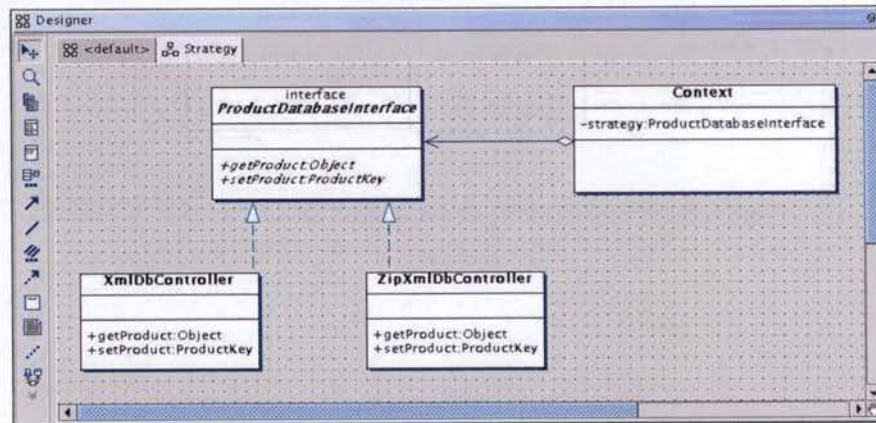 Designer
<default> Strategy
interface
ProductDatabaseInterface
+getProduct:Object
+setProduct:ProductKey
Context
-strategy:ProductDatabaseInterface
XmlDbController
+getProduct:Object
+setProduct:ProductKey
ZipXmlDbController
+getProduct:Object
+setProduct:ProductKey